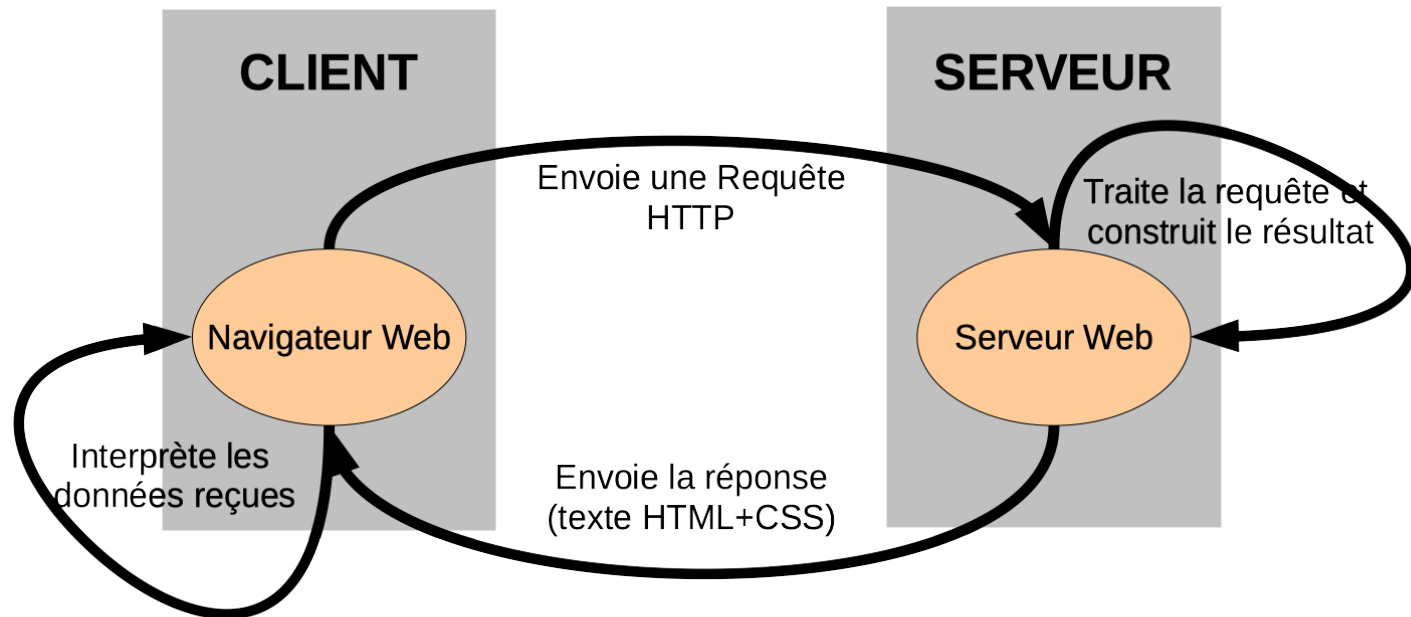 CLIENT
SERVEUR
Envoie une Requête
HTTP
Traite la requête et
construit le résultat
Navigateur Web
Serveur Web
Interprète les
données reçues
Envoie la réponse
(texte HTML+CSS)